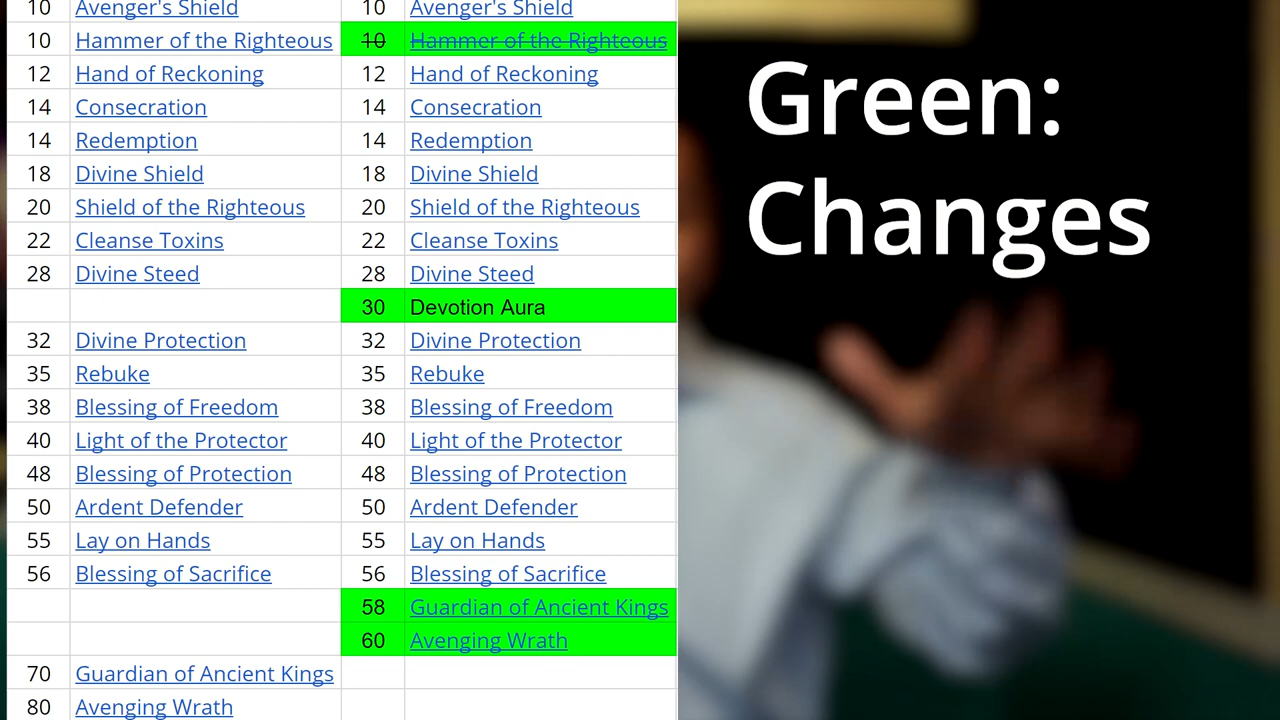 10 Avenger's Shield 10 Avenger's Shield
10 Hammer of the Righteous 10 Hammer of the Righteous
12 Hand of Reckoning 12 Hand of Reckoning
14 Consecration 14 Consecration
14 Redemption 14 Redemption
18 Divine Shield 18 Divine Shield
20 Shield of the Righteous 20 Shield of the Righteous
22 Cleanse Toxins 22 Cleanse Toxins
28 Divine Steed 28 Divine Steed
30 Devotion Aura
32 Divine Protection 32 Divine Protection
35 Rebuke 35 Rebuke
38 Blessing of Freedom 38 Blessing of Freedom
40 Light of the Protector 40 Light of the Protector
48 Blessing of Protection 48 Blessing of Protection
50 Ardent Defender 50 Ardent Defender
55 Lay on Hands 55 Lay on Hands
56 Blessing of Sacrifice 56 Blessing of Sacrifice
58 Guardian of Ancient Kings
60 Avenging Wrath
70 Guardian of Ancient Kings
80 Avenging Wrath
Green:
Changes